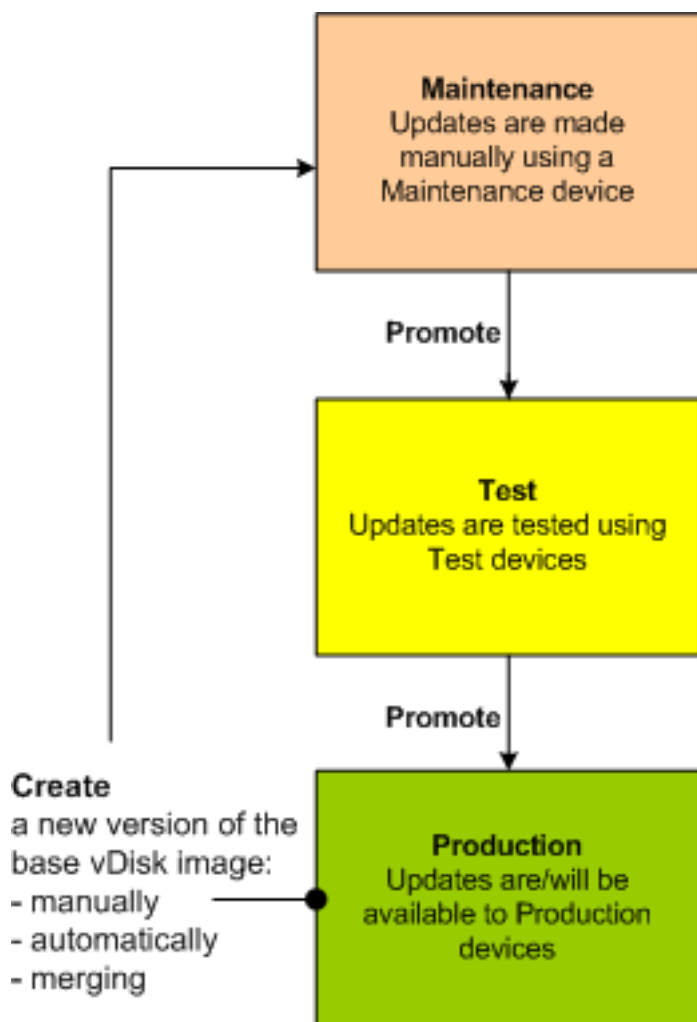 Maintenance
Updates are made
manually using a
Maintenance device
Promote
Test
Updates are tested using
Test devices
Promote
Create
a new version of the
base vDisk image:
- manually
- automatically
- merging
Production
Updates are/will be
available to Production
devices